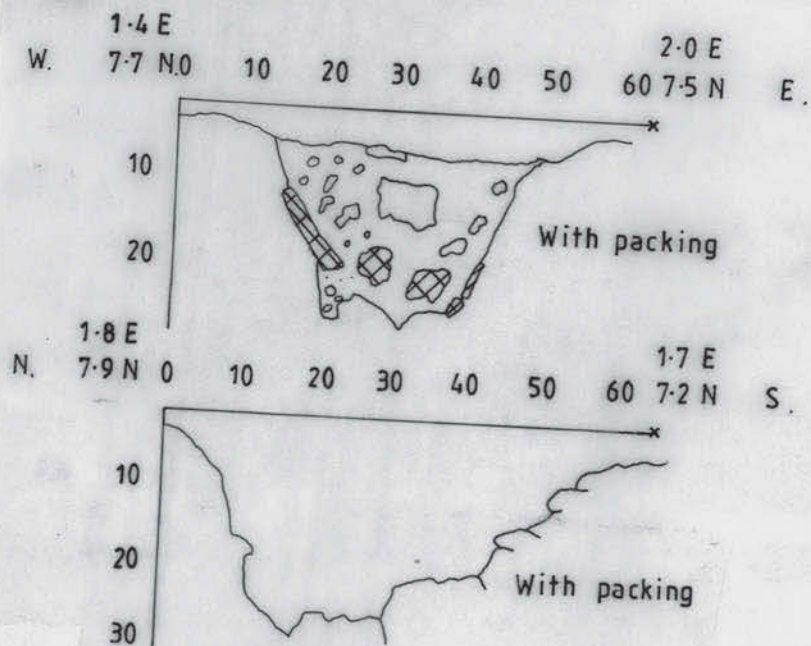 1·4 E
W. 7·7 N. 0 10 20 30 40 50 60 2·0 E 7·5 N E.
10
20
With packing
1·8 E
N. 7·9 N 0 10 20 30 40 50 60 1·7 E 7·2 N S.
10
20
30
With packing